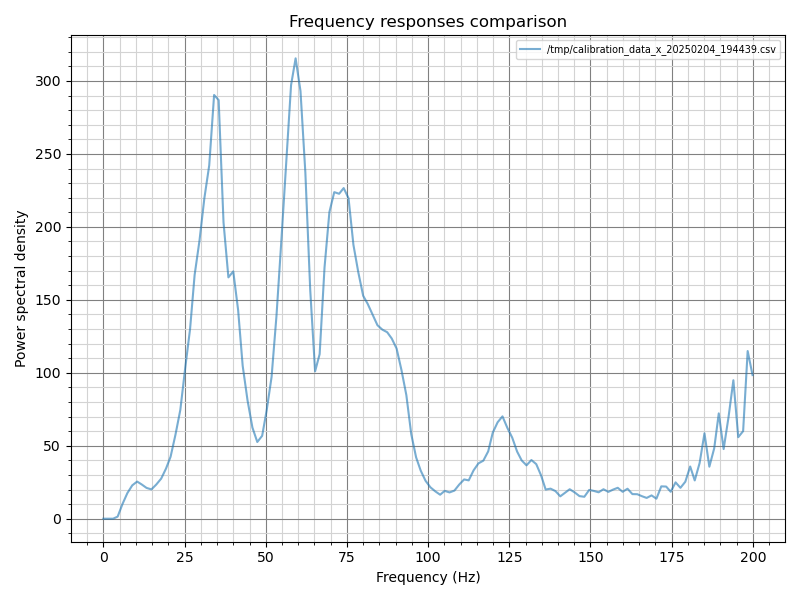 Frequency responses comparison
/tmp/calibration_data_x_20250204_194439.csv
300
250
200
150
100
50
0
Power spectral density
0 25 50 75 100 125 150 175 200
Frequency (Hz)